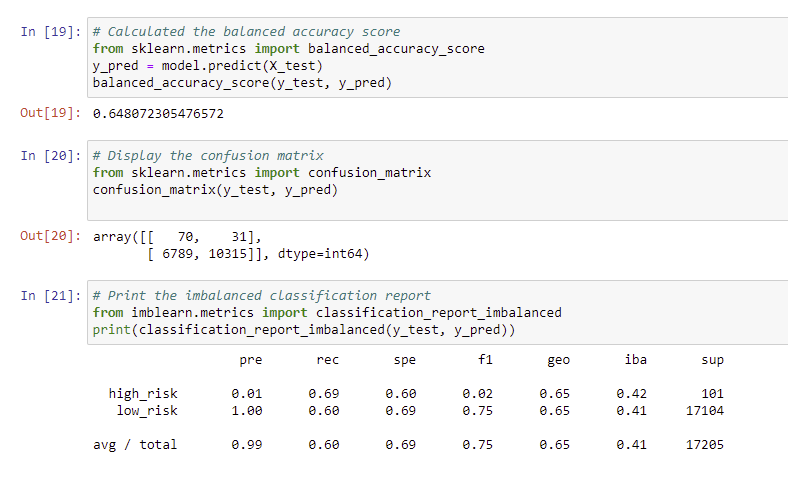 In [19]: # Calculated the balanced accuracy score
from sklearn.metrics import balanced_accuracy_score
y_pred = model.predict(X_test)
balanced_accuracy_score(y_test, y_pred)
Out[19]: 0.648072305476572
In [20]: # Display the confusion matrix
from sklearn.metrics import confusion_matrix
confusion_matrix(y_test, y_pred)
Out[20]: array([[   70,    31],
       [ 6789, 10315]], dtype=int64)
In [21]: # Print the imbalanced classification report
from imblearn.metrics import classification_report_imbalanced
print(classification_report_imbalanced(y_test, y_pred))
pre rec spe f1 geo iba sup
high_risk 0.01 0.69 0.60 0.02 0.65 0.42 101
low_risk 1.00 0.60 0.69 0.75 0.65 0.41 17104
avg / total 0.99 0.60 0.69 0.75 0.65 0.41 17205